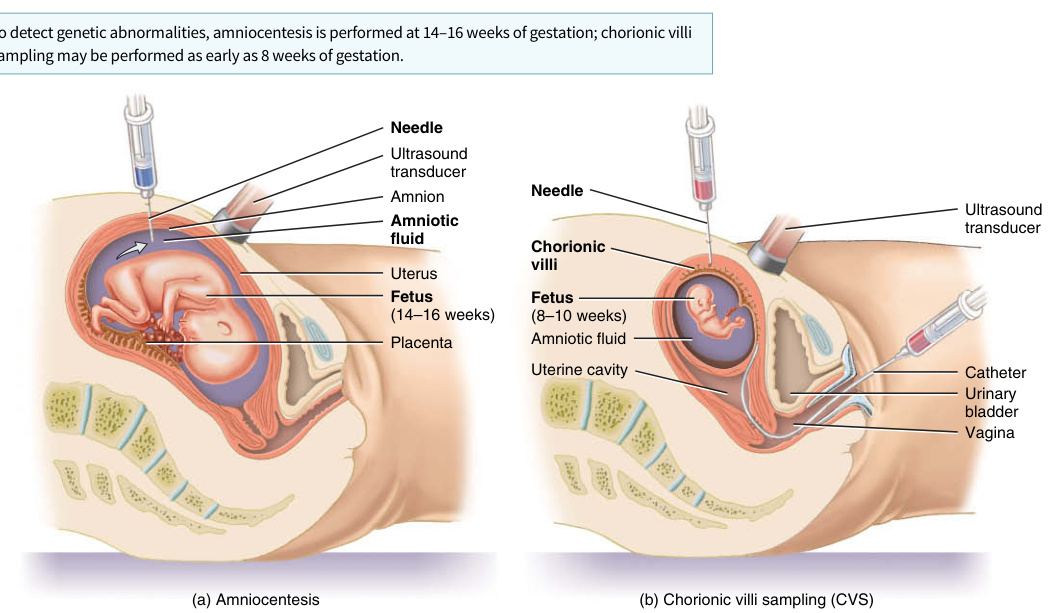 o detect genetic abnormalities, amniocentesis is performed at 14–16 weeks of gestation; chorionic villi
ampling may be performed as early as 8 weeks of gestation.
Needle
Ultrasound
transducer
Amnion
Amniotic
fluid
Uterus
Fetus
(14–16 weeks)
Placenta
(a) Amniocentesis
Needle
Chorionic
villi
Fetus
(8–10 weeks)
Amniotic fluid
Uterine cavity
Ultrasound
transducer
Catheter
Urinary
bladder
Vagina
(b) Chorionic villi sampling (CVS)